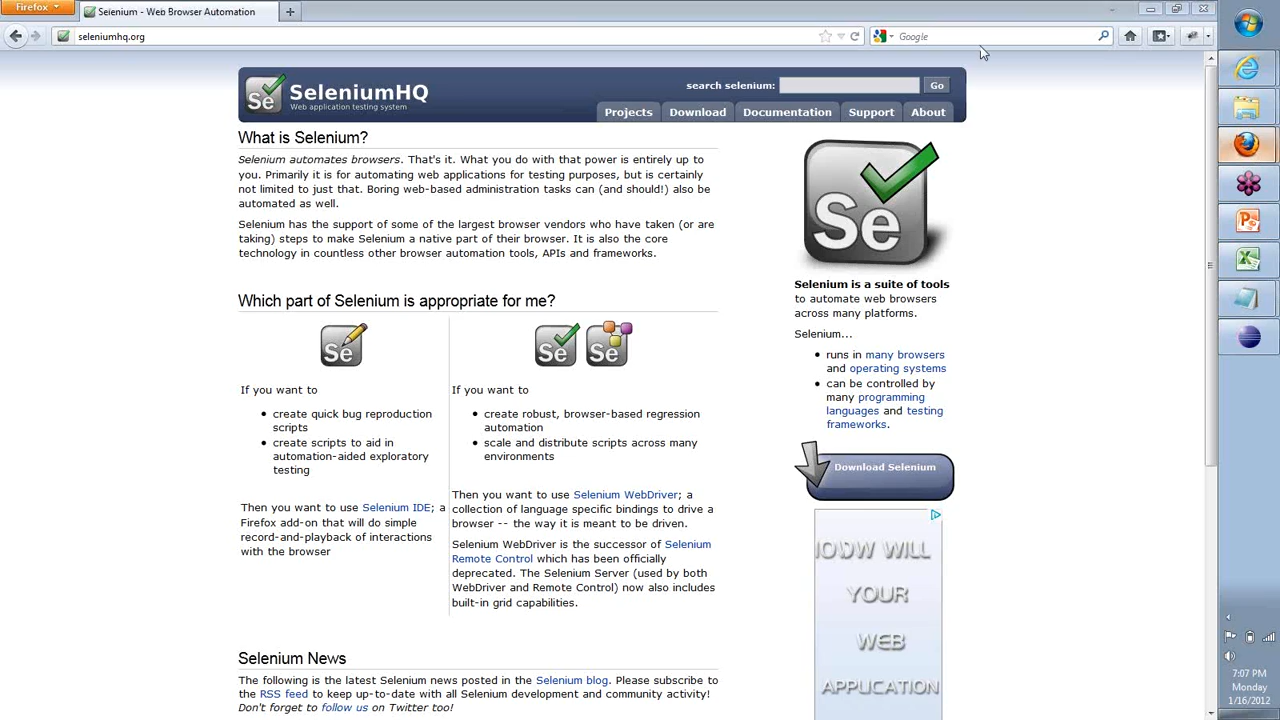 Firefox
Selenium - Web Browser Automation
seleniumhq.org
Google
Se
SeleniumHQ
Web application testing system
search selenium:
Go
Projects
Download
Documentation
Support
About
What is Selenium?
Selenium automates browsers. That's it. What you do with that power is entirely up to
you. Primarily it is for automating web applications for testing purposes, but is certainly
not limited to just that. Boring web-based administration tasks can (and should!) also be
automated as well.
Selenium has the support of some of the largest browser vendors who have taken (or are
taking) steps to make Selenium a native part of their browser. It is also the core
technology in countless other browser automation tools, APIs and frameworks.
Which part of Selenium is appropriate for me?
Se
If you want to
create quick bug reproduction
scripts
create scripts to aid in
automation-aided exploratory
testing
Then you want to use Selenium IDE; a
Firefox add-on that will do simple
record-and-playback of interactions
with the browser
Se
Se
If you want to
create robust, browser-based regression
automation
scale and distribute scripts across many
environments
Then you want to use Selenium WebDriver; a
collection of language specific bindings to drive a
browser -- the way it is meant to be driven.
Selenium WebDriver is the successor of Selenium
Remote Control which has been officially
deprecated. The Selenium Server (used by both
WebDriver and Remote Control) now also includes
built-in grid capabilities.
Selenium News
The following is the latest Selenium news posted in the Selenium blog. Please subscribe to
the RSS feed to keep up-to-date with all Selenium development and community activity!
Don't forget to follow us on Twitter too!
Se
Selenium is a suite of tools
to automate web browsers
across many platforms.
Selenium...
runs in many browsers
and operating systems
can be controlled by
many programming
languages and testing
frameworks.
Download Selenium
WILL
YOUR
WEB
APPLICATION
7:07 PM
Monday
1/16/2012